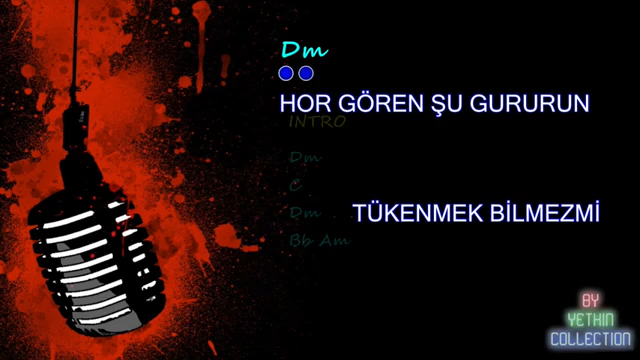 Dm
HOR GÖREN ŞU GURURUN
INTRO
Dm
C
Dm
TÜKENMEK BİLMEZMİ
Bb Am
BY
YETHIN
COLLECTION